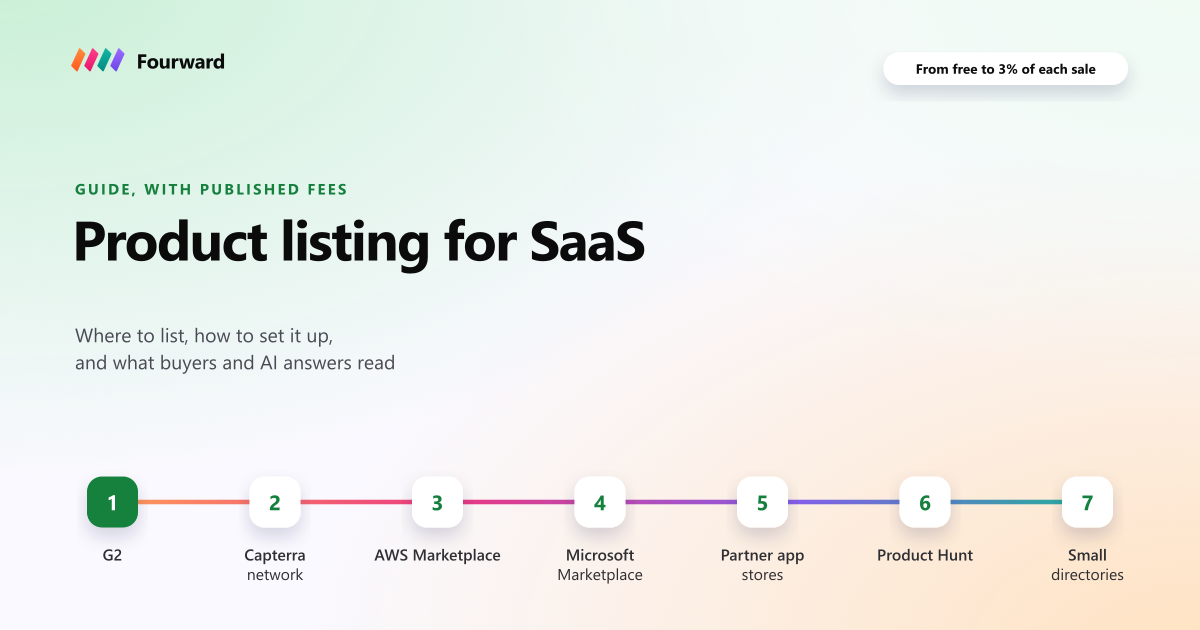 Fourward
From free to 3% of each sale
GUIDE, WITH PUBLISHED FEES
Product listing for SaaS
Where to list, how to set it up,
and what buyers and AI answers read
1
2
3
4
5
6
7
G2
Capterra
network
AWS Marketplace
Microsoft
Marketplace
Partner app
stores
Product Hunt
Small
directories